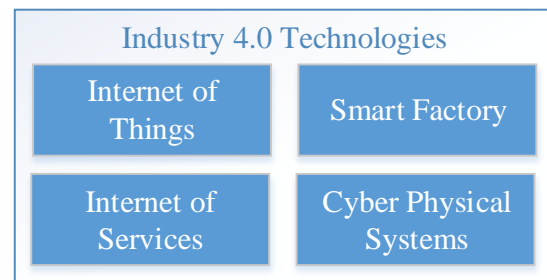 Industry 4.0 Technologies
Internet of
Things
Smart Factory
Internet of
Services
Cyber Physical
Systems